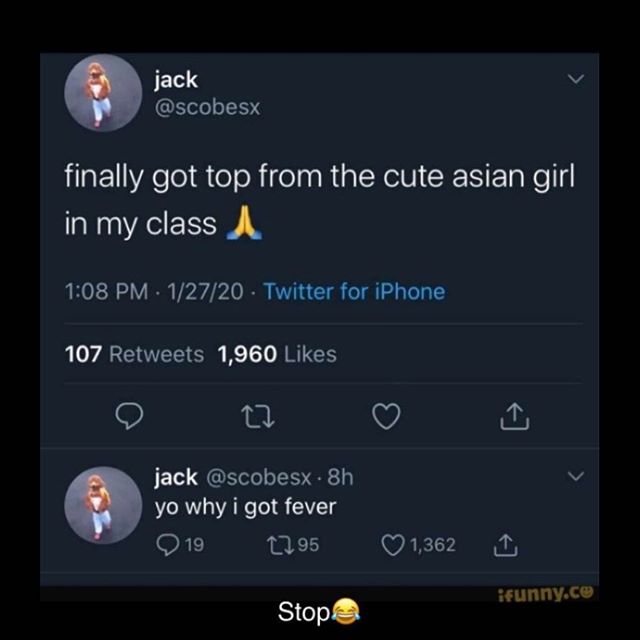 jack
@scobesx
finally got top from the cute asian girl
in my class 🙏
1:08 PM · 1/27/20 · Twitter for iPhone
107 Retweets 1,960 Likes
jack @scobesx · 8h
yo why i got fever
19 95 1,362
ifunny.co
Stop😂